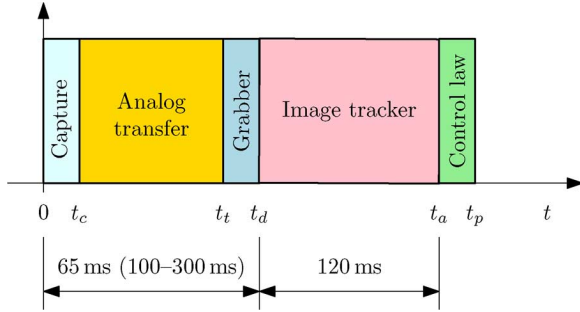 Capture
Analog
transfer
Grabber
Image tracker
Control law
0 t_c t_t t_d t_a t_p t
65 ms (100–300 ms) 120 ms